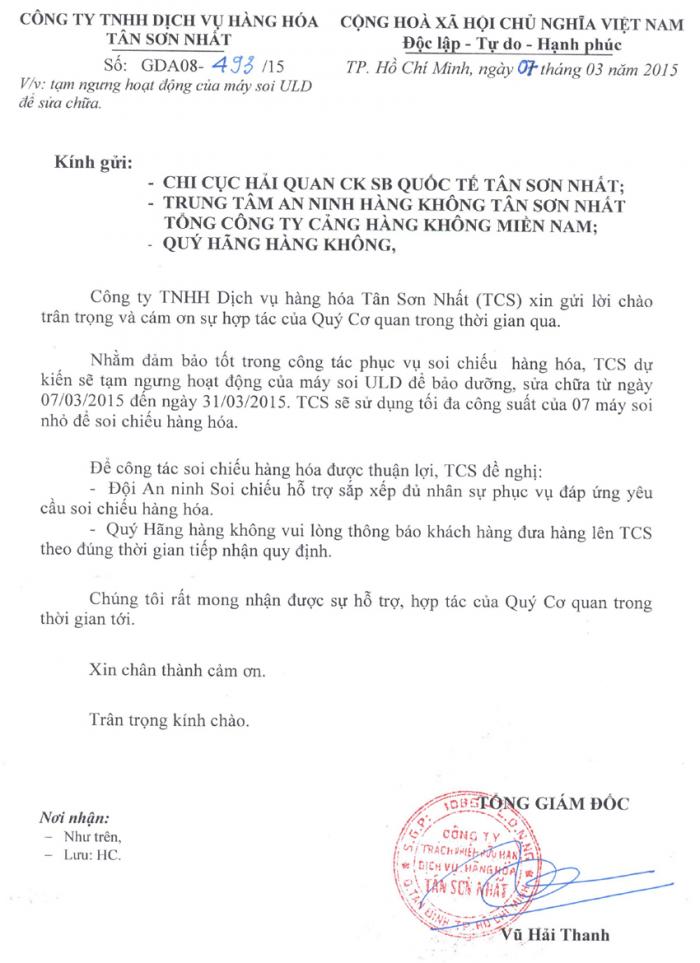 CÔNG TY TNHH DỊCH VỤ HÀNG HÓA
TÂN SƠN NHẤT
Số: GDA08-493/15
V/v: tạm ngưng hoạt động của máy soi ULD
để sửa chữa.
CỘNG HOÀ XÃ HỘI CHỦ NGHĨA VIỆT NAM
Độc lập - Tự do - Hạnh phúc
TP. Hồ Chí Minh, ngày 07 tháng 03 năm 2015
Kính gửi:
- CHI CỤC HẢI QUAN CK SB QUỐC TẾ TÂN SƠN NHẤT;
- TRUNG TÂM AN NINH HÀNG KHÔNG TÂN SƠN NHẤT
TỔNG CÔNG TY CẢNG HÀNG KHÔNG MIỀN NAM;
- QUÝ HÃNG HÀNG KHÔNG,
Công ty TNHH Dịch vụ hàng hóa Tân Sơn Nhất (TCS) xin gửi lời chào
trân trọng và cám ơn sự hợp tác của Quý Cơ quan trong thời gian qua.
Nhằm đảm bảo tốt trong công tác phục vụ soi chiếu hàng hóa, TCS dự
kiến sẽ tạm ngưng hoạt động của máy soi ULD để bảo dưỡng, sửa chữa từ ngày
07/03/2015 đến ngày 31/03/2015. TCS sẽ sử dụng tối đa công suất của 07 máy soi
nhỏ để soi chiếu hàng hóa.
Để công tác soi chiếu hàng hóa được thuận lợi, TCS đề nghị:
- Đội An ninh Soi chiếu hỗ trợ sắp xếp đủ nhân sự phục vụ đáp ứng yêu
cầu soi chiếu hàng hóa.
- Quý Hãng hàng không vui lòng thông báo khách hàng đưa hàng lên TCS
theo đúng thời gian tiếp nhận quy định.
Chúng tôi rất mong nhận được sự hỗ trợ, hợp tác của Quý Cơ quan trong
thời gian tới.
Xin chân thành cảm ơn.
Trân trọng kính chào.
Nơi nhận:
– Như trên,
– Lưu: HC.
TỔNG GIÁM ĐỐC
CÔNG TY
TRÁCH NHIỆM HỮU HẠN
DỊCH VỤ HÀNG HÓA
TÂN SƠN NHẤT
Q.TÂN BÌNH T.P. HỒ CHÍ MINH
Vũ Hải Thanh